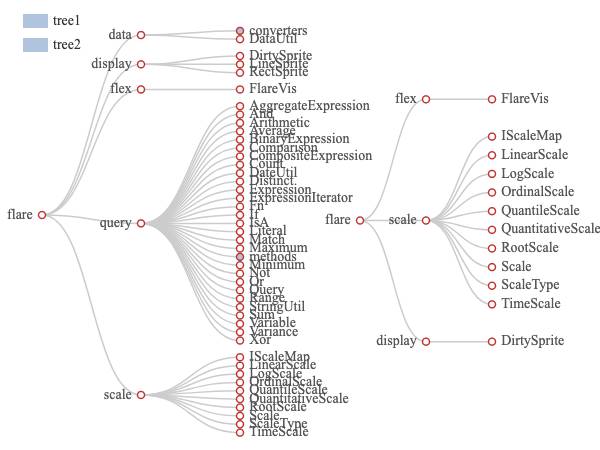 tree1
tree2
flare
data
converters
DataUtil
display
DirtySprite
LineSprite
RectSprite
flex
FlareVis
query
AggregateExpression
And
Arithmetic
Average
BinaryExpression
Comparison
CompositeExpression
Count
DateUtil
Distinct
Expression
ExpressionIterator
Fn
If
IsA
Literal
Match
Maximum
methods
Minimum
Not
Or
Query
Range
StringUtil
Sum
Variable
Variance
Xor
scale
IScaleMap
LinearScale
LogScale
OrdinalScale
QuantileScale
QuantitativeScale
RootScale
Scale
ScaleType
TimeScale
flare
flex
FlareVis
scale
IScaleMap
LinearScale
LogScale
OrdinalScale
QuantileScale
QuantitativeScale
RootScale
Scale
ScaleType
TimeScale
display
DirtySprite